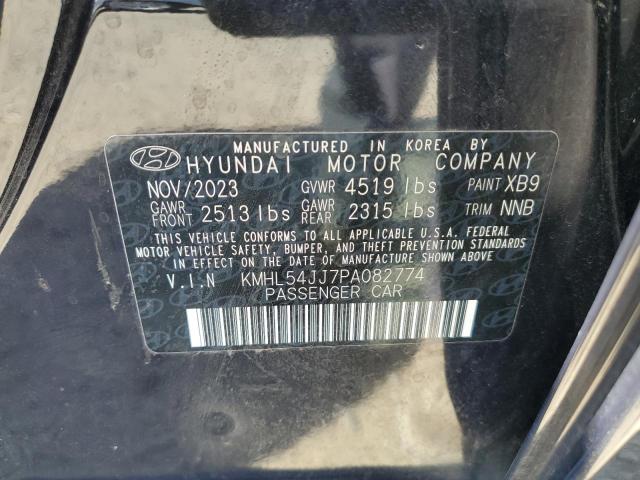 MANUFACTURED IN KOREA BY
HYUNDAI MOTOR COMPANY
NOV/2023 GVWR 4519 lbs PAINT XB9
GAWR FRONT 2513 lbs GAWR REAR 2315 lbs TRIM NNB
THIS VEHICLE CONFORMS TO ALL APPLICABLE U.S.A. FEDERAL
MOTOR VEHICLE SAFETY, BUMPER, AND THEFT PREVENTION
STANDARDS IN EFFECT ON THE DATE OF MANUFACTURE SHOWN ABOVE.
V.I.N KMHL54JJ7PA082774
PASSENGER CAR